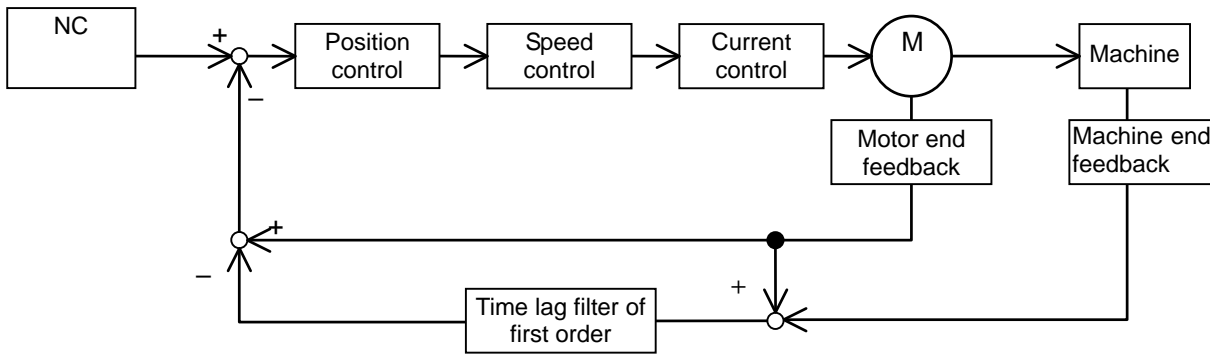 NC
+
−
Position
control
Speed
control
Current
control
M
Machine
Motor end
feedback
Machine end
feedback
+
−
+
Time lag filter of
first order